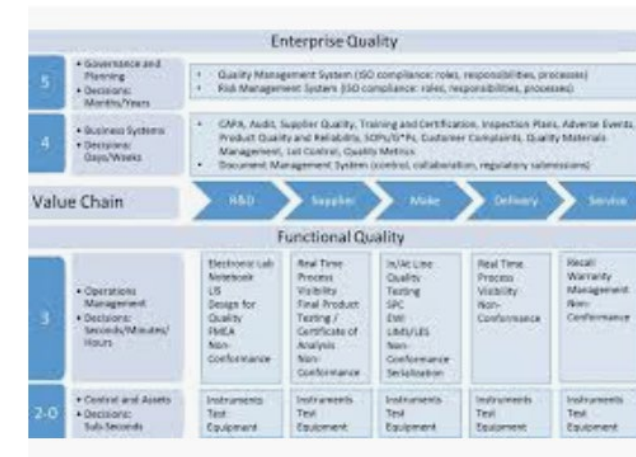 Enterprise Quality
5
• Governance and
Planning
• Decisions:
Months/Years
• Quality Management System (ISO compliance: roles, responsibilities, processes)
• Risk Management System (ISO compliance: roles, responsibilities, processes)
4
• Business Systems
• Decisions:
Days/Weeks
• CAPA, Audit, Supplier Quality, Training and Certification, Inspection Plans, Adverse Events,
Product Quality and Reliability, Customer Complaints, Quality Materials
Management, Lot Control, Quality Metrics
• Document Management System (control, collaboration, regulatory submissions)
Value Chain
R&D
Supplier
Make
Delivery
Service
Functional Quality
3
• Operations
Management
• Decisions:
Seconds/Minutes/
Hours
Electronic Lab
Notebook
Design for
Quality
FMEA
Non-
Conformance
Real Time
Process
Visibility
Final Product
Testing /
Certificate of
Analysis
Non-
Conformance
In/At Line
Quality
Testing
SPC
EWI
LIMS/LES
Non-
Conformance
Serialization
Real Time
Process
Visibility
Non-
Conformance
Recall
Warranty
Management
Non-
Conformance
2-0
• Control and Assets
• Decisions:
Sub-Seconds
Instruments
Test
Equipment
Instruments
Test
Equipment
Instruments
Test
Equipment
Instruments
Test
Equipment
Instruments
Test
Equipment